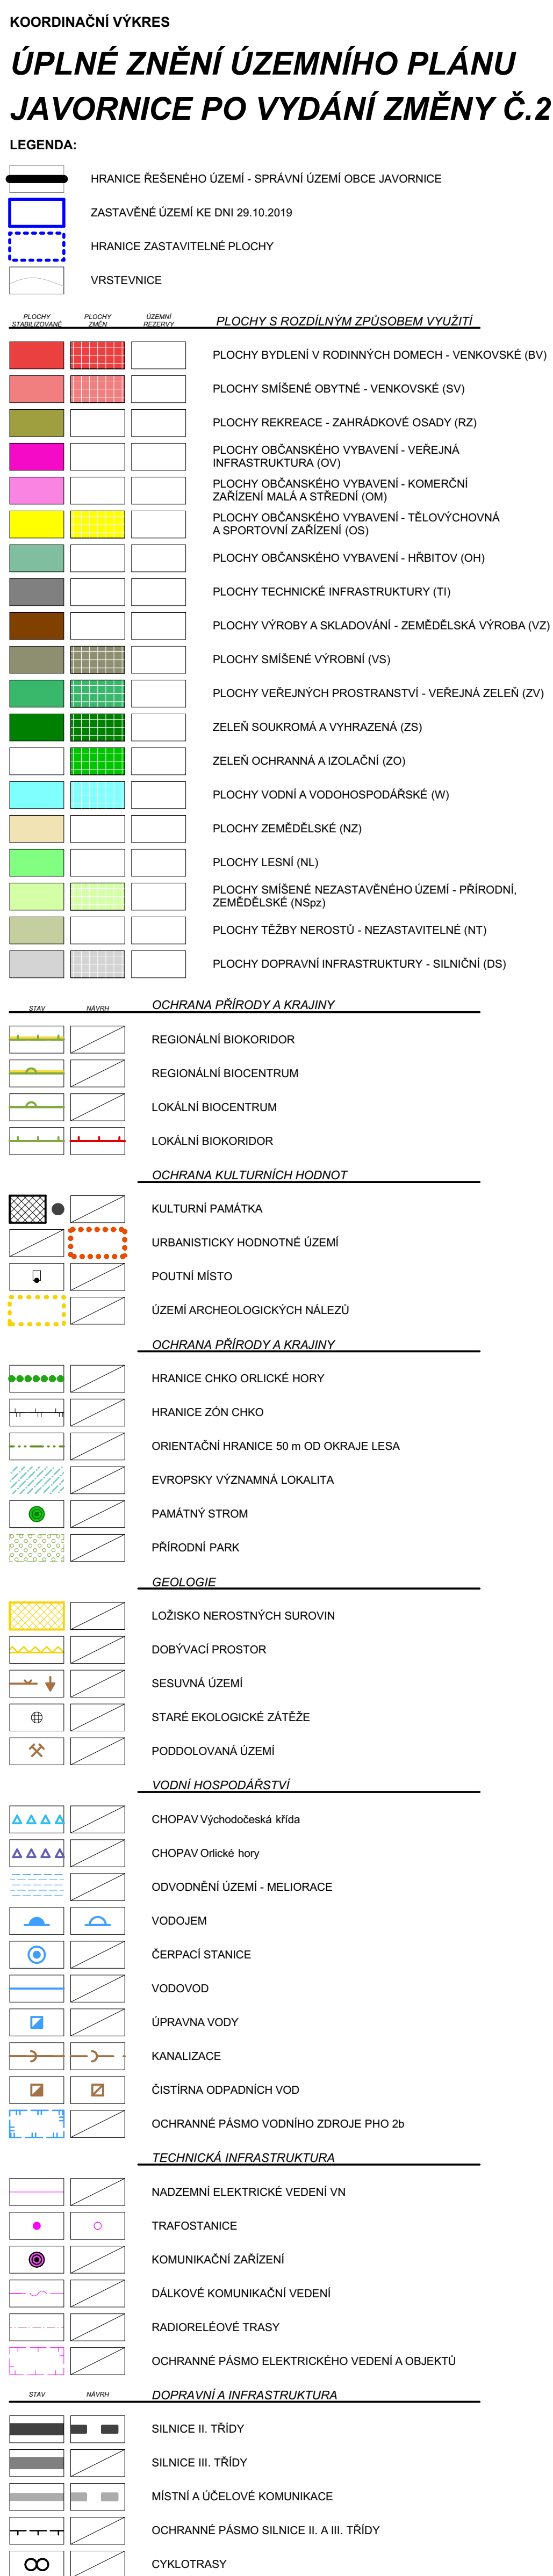 KOORDINAČNÍ VÝKRES
ÚPLNÉ ZNĚNÍ ÚZEMNÍHO PLÁNU
JAVORNICE PO VYDÁNÍ ZMĚNY Č.2
LEGENDA:
HRANICE ŘEŠENÉHO ÚZEMÍ - SPRÁVNÍ ÚZEMÍ OBCE JAVORNICE
ZASTAVĚNÉ ÚZEMÍ KE DNI 29.10.2019
HRANICE ZASTAVITELNÉ PLOCHY
VRSTEVNICE
PLOCHY STABILIZOVANÉ
PLOCHY ZMĚN
ÚZEMNÍ REZERVY
PLOCHY S ROZDÍLNÝM ZPŮSOBEM VYUŽITÍ
PLOCHY BYDLENÍ V RODINNÝCH DOMECH - VENKOVSKÉ (BV)
PLOCHY SMÍŠENÉ OBYTNÉ - VENKOVSKÉ (SV)
PLOCHY REKREACE - ZAHRÁDKOVÉ OSADY (RZ)
PLOCHY OBČANSKÉHO VYBAVENÍ - VEŘEJNÁ
INFRASTRUKTURA (OV)
PLOCHY OBČANSKÉHO VYBAVENÍ - KOMERČNÍ
ZAŘÍZENÍ MALÁ A STŘEDNÍ (OM)
PLOCHY OBČANSKÉHO VYBAVENÍ - TĚLOVÝCHOVNÁ
A SPORTOVNÍ ZAŘÍZENÍ (OS)
PLOCHY OBČANSKÉHO VYBAVENÍ - HŘBITOV (OH)
PLOCHY TECHNICKÉ INFRASTRUKTURY (TI)
PLOCHY VÝROBY A SKLADOVÁNÍ - ZEMĚDĚLSKÁ VÝROBA (VZ)
PLOCHY SMÍŠENÉ VÝROBNÍ (VS)
PLOCHY VEŘEJNÝCH PROSTRANSTVÍ - VEŘEJNÁ ZELEŇ (ZV)
ZELEŇ SOUKROMÁ A VYHRAZENÁ (ZS)
ZELEŇ OCHRANNÁ A IZOLAČNÍ (ZO)
PLOCHY VODNÍ A VODOHOSPODÁŘSKÉ (W)
PLOCHY ZEMĚDĚLSKÉ (NZ)
PLOCHY LESNÍ (NL)
PLOCHY SMÍŠENÉ NEZASTAVĚNÉHO ÚZEMÍ - PŘÍRODNÍ,
ZEMĚDĚLSKÉ (NSpz)
PLOCHY TĚŽBY NEROSTŮ - NEZASTAVITELNÉ (NT)
PLOCHY DOPRAVNÍ INFRASTRUKTURY - SILNIČNÍ (DS)
STAV NÁVRH OCHRANA PŘÍRODY A KRAJINY
REGIONÁLNÍ BIOKORIDOR
REGIONÁLNÍ BIOCENTRUM
LOKÁLNÍ BIOCENTRUM
LOKÁLNÍ BIOKORIDOR
OCHRANA KULTURNÍCH HODNOT
KULTURNÍ PAMÁTKA
URBANISTICKY HODNOTNÉ ÚZEMÍ
POUTNÍ MÍSTO
ÚZEMÍ ARCHEOLOGICKÝCH NÁLEZŮ
OCHRANA PŘÍRODY A KRAJINY
HRANICE CHKO ORLICKÉ HORY
HRANICE ZÓN CHKO
ORIENTAČNÍ HRANICE 50 m OD OKRAJE LESA
EVROPSKY VÝZNAMNÁ LOKALITA
PAMÁTNÝ STROM
PŘÍRODNÍ PARK
GEOLOGIE
LOŽISKO NEROSTNÝCH SUROVIN
DOBÝVACÍ PROSTOR
SESUVNÁ ÚZEMÍ
STARÉ EKOLOGICKÉ ZÁTĚŽE
PODDOLOVANÁ ÚZEMÍ
VODNÍ HOSPODÁŘSTVÍ
CHOPAV Východočeská křída
CHOPAV Orlické hory
ODVODNĚNÍ ÚZEMÍ - MELIORACE
VODOJEM
ČERPACÍ STANICE
VODOVOD
ÚPRAVNA VODY
KANALIZACE
ČISTÍRNA ODPADNÍCH VOD
OCHRANNÉ PÁSMO VODNÍHO ZDROJE PHO 2b
TECHNICKÁ INFRASTRUKTURA
NADZEMNÍ ELEKTRICKÉ VEDENÍ VN
TRAFOSTANICE
KOMUNIKAČNÍ ZAŘÍZENÍ
DÁLKOVÉ KOMUNIKAČNÍ VEDENÍ
RADIORELÉOVÉ TRASY
OCHRANNÉ PÁSMO ELEKTRICKÉHO VEDENÍ A OBJEKTŮ
STAV NÁVRH DOPRAVNÍ A INFRASTRUKTURA
SILNICE II. TŘÍDY
SILNICE III. TŘÍDY
MÍSTNÍ A ÚČELOVÉ KOMUNIKACE
OCHRANNÉ PÁSMO SILNICE II. A III. TŘÍDY
CYKLOTRASY